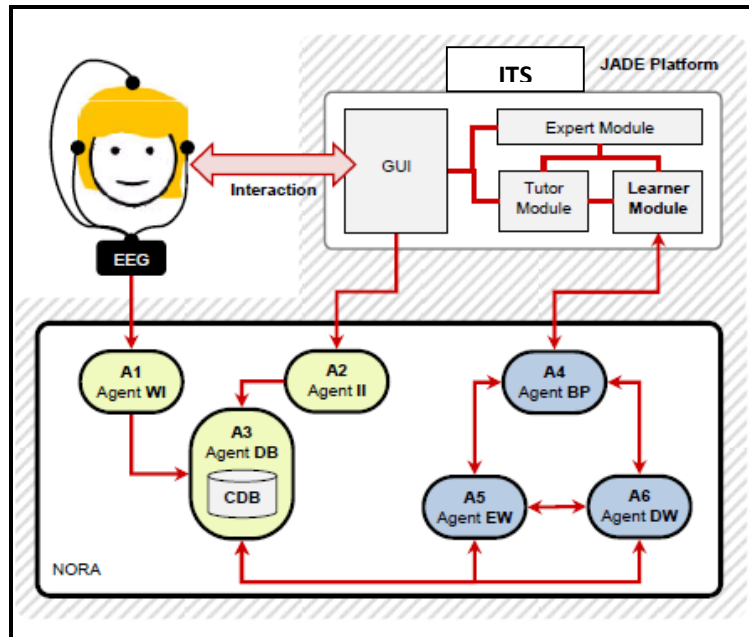 ITS
JADE Platform
Expert Module
GUI
Interaction
Tutor
Module
Learner
Module
EEG
A1
Agent WI
A2
Agent II
A3
Agent DB
CDB
A4
Agent BP
A5
Agent EW
A6
Agent DW
NORA